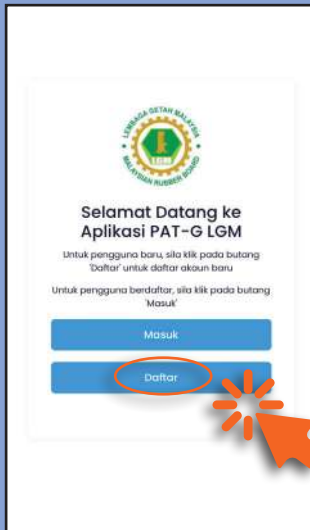 LEMBAGA GETAH MALAYSIA
LGM
MALAYSIAN RUBBER BOARD
Selamat Datang ke
Aplikasi PAT-G LGM
Untuk pengguna baru, sila klik pada butang
'Daftar' untuk daftar akaun baru
Untuk pengguna berdaftar, sila klik pada butang
'Masuk'
Masuk
Daftar